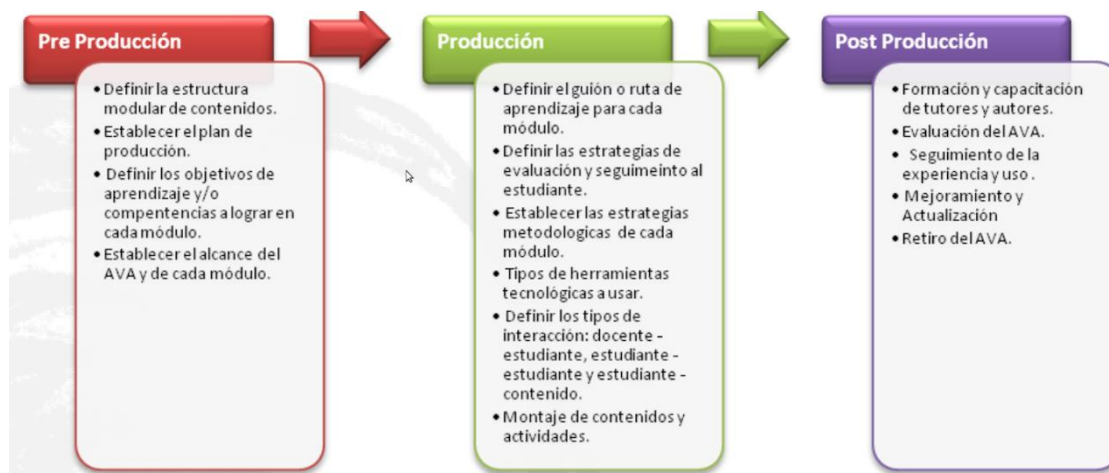 Pre Producción
• Definir la estructura
modular de contenidos.
• Establecer el plan de
producción.
• Definir los objetivos de
aprendizaje y/o
compentencias a lograr en
cada módulo.
• Establecer el alcance del
AVA y de cada módulo.
Producción
• Definir el guión o ruta de
aprendizaje para cada
módulo.
• Definir las estrategias de
evaluación y seguimeinto al
estudiante.
• Establecer las estrategias
metodologicas de cada
módulo.
• Tipos de herramientas
tecnológicas a usar.
• Definir los tipos de
interacción: docente -
estudiante, estudiante -
estudiante y estudiante -
contenido.
• Montaje de contenidos y
actividades.
Post Producción
• Formación y capacitación
de tutores y autores.
• Evaluación del AVA.
• Seguimiento de la
experiencia y uso .
• Mejoramiento y
Actualización
• Retiro del AVA.